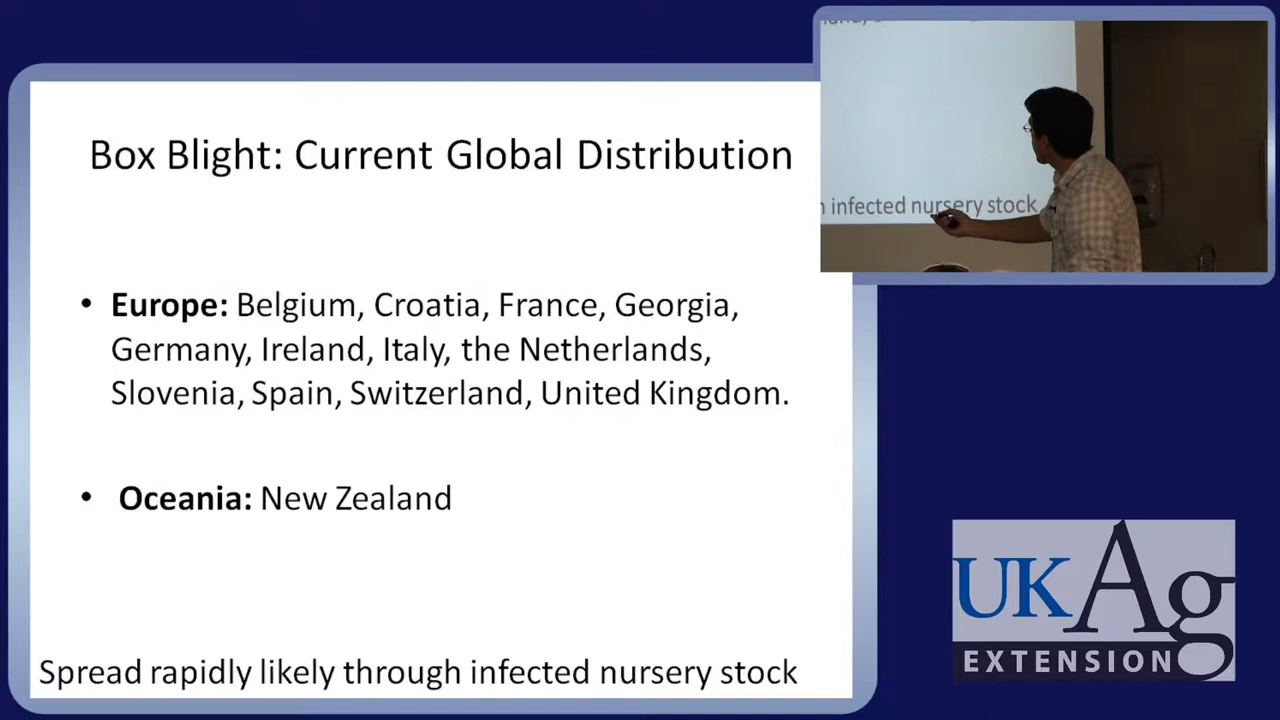 Box Blight: Current Global Distribution
• Europe: Belgium, Croatia, France, Georgia,
Germany, Ireland, Italy, the Netherlands,
Slovenia, Spain, Switzerland, United Kingdom.
• Oceania: New Zealand
Spread rapidly likely through infected nursery stock
infected nursery stock
UKAg
EXTENSION